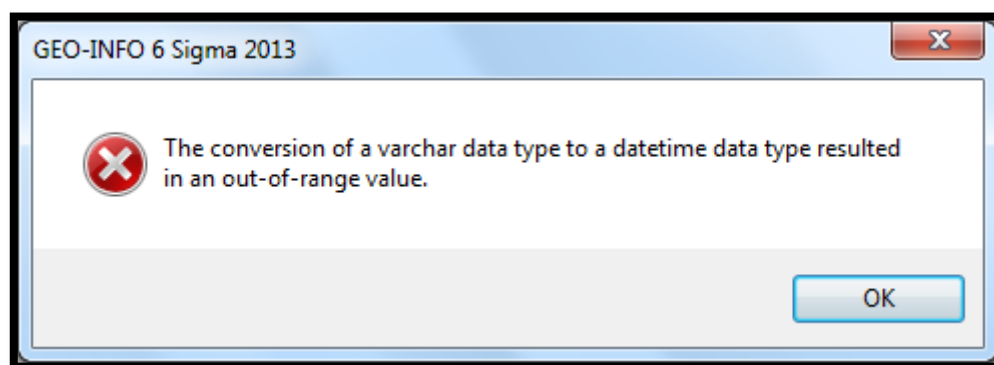 GEO-INFO 6 Sigma 2013
The conversion of a varchar data type to a datetime data type resulted
in an out-of-range value.
OK